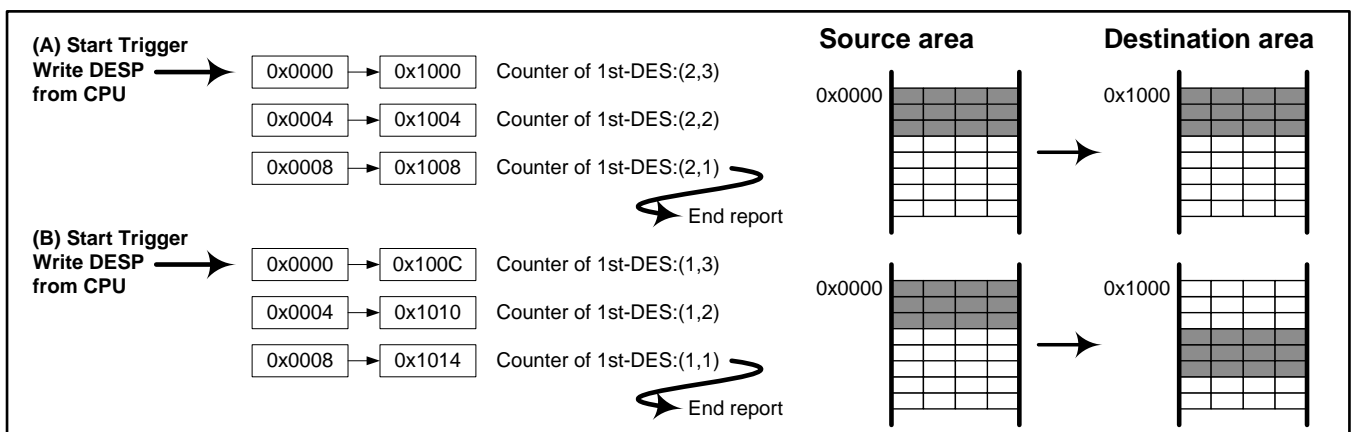 (A) Start Trigger
Write DESP
from CPU
0x0000 0x1000 Counter of 1st-DES:(2,3)
0x0004 0x1004 Counter of 1st-DES:(2,2)
0x0008 0x1008 Counter of 1st-DES:(2,1)
End report
Source area
Destination area
0x0000
0x1000
(B) Start Trigger
Write DESP
from CPU
0x0000 0x100C Counter of 1st-DES:(1,3)
0x0004 0x1010 Counter of 1st-DES:(1,2)
0x0008 0x1014 Counter of 1st-DES:(1,1)
End report
0x0000
0x1000